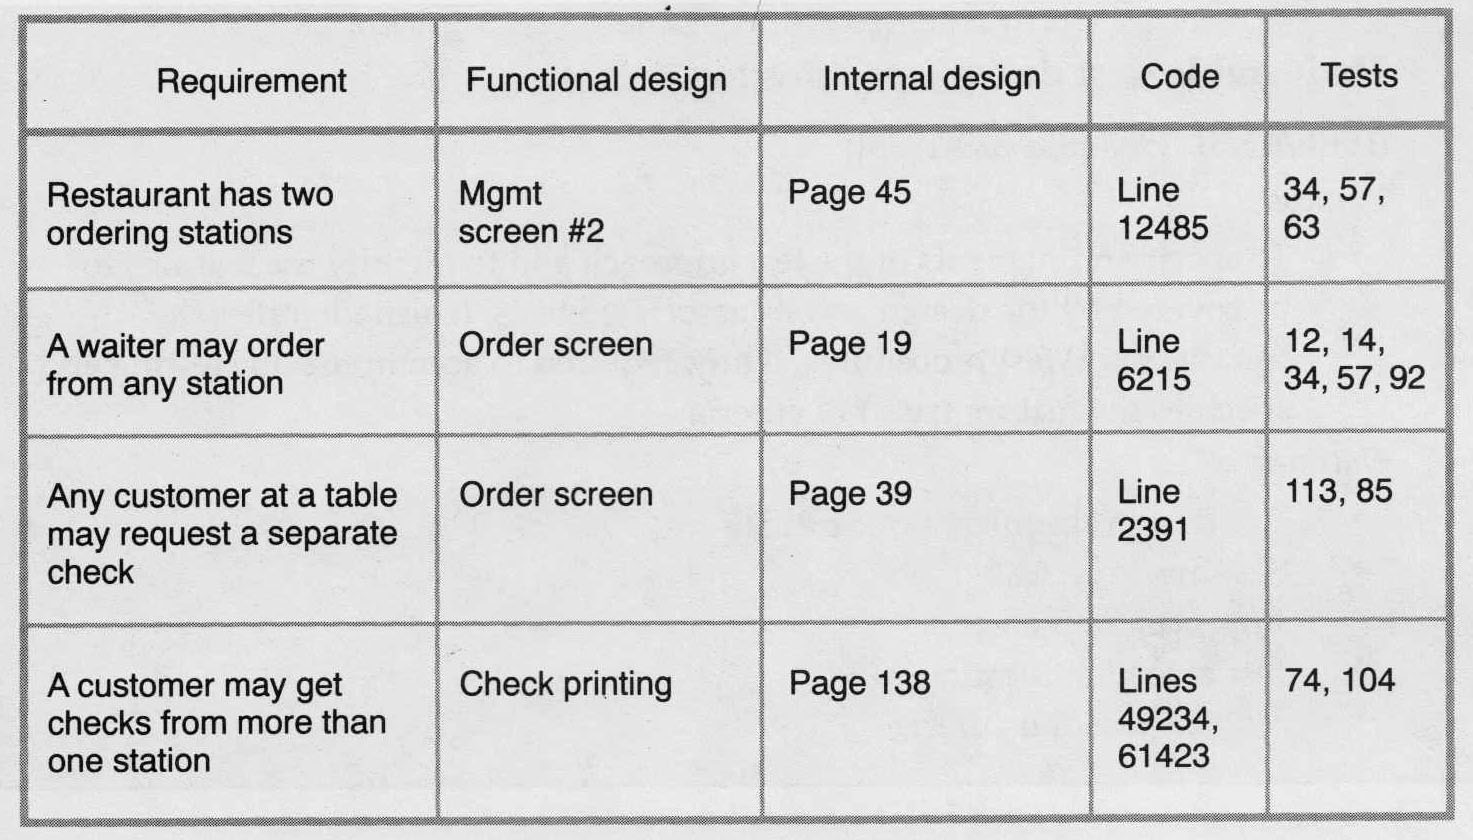 Requirement Functional design Internal design Code Tests
Restaurant has two Mgmt Page 45 Line 34, 57,
ordering stations screen #2 12485 63
A waiter may order Order screen Page 19 Line 12, 14,
from any station 6215 34, 57, 92
Any customer at a table Order screen Page 39 Line 113, 85
may request a separate 2391
check
A customer may get Check printing Page 138 Lines 74, 104
checks from more than 49234,
one station 61423